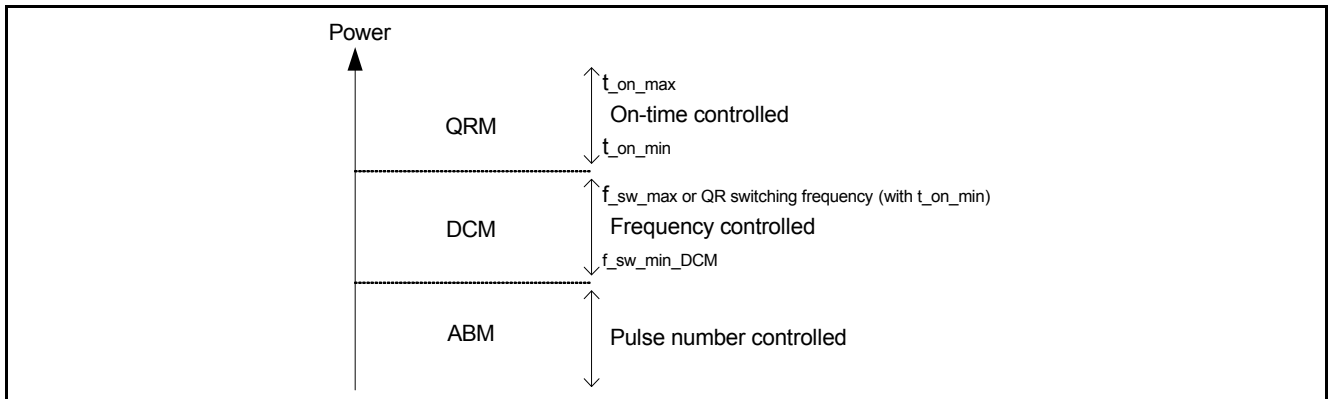 Power
t_on_max
QRM
On-time controlled
t_on_min
f_sw_max or QR switching frequency (with t_on_min)
DCM
Frequency controlled
f_sw_min_DCM
ABM
Pulse number controlled